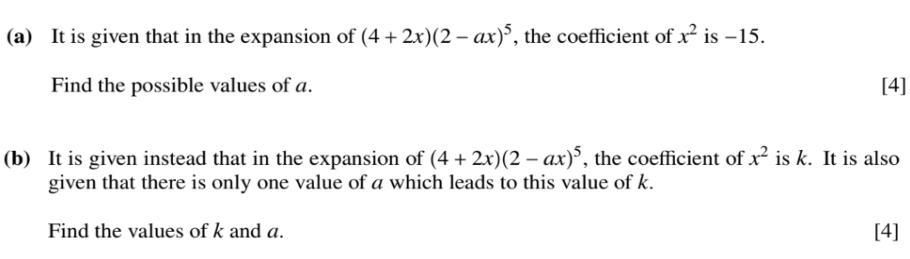 (a) It is given that in the expansion of (4 + 2x)(2 – ax)⁵, the coefficient of x² is –15.
Find the possible values of a. [4]
(b) It is given instead that in the expansion of (4 + 2x)(2 – ax)⁵, the coefficient of x² is k. It is also
given that there is only one value of a which leads to this value of k.
Find the values of k and a. [4]